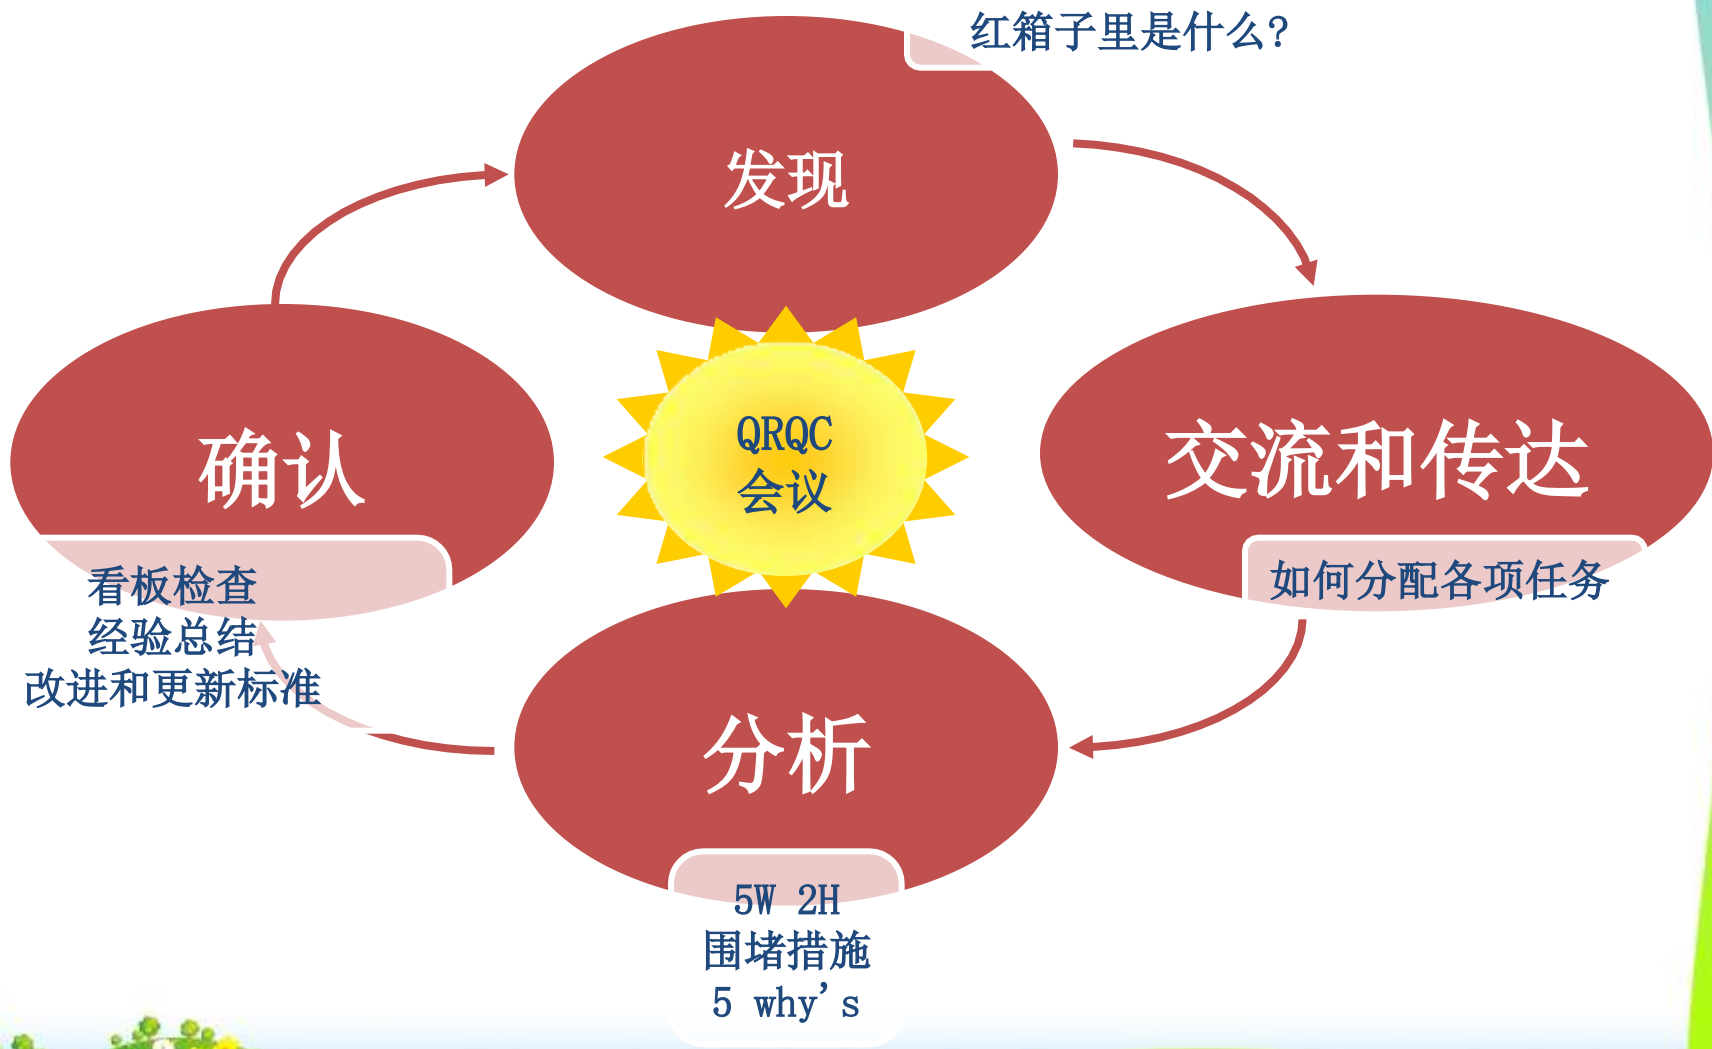 红箱子里是什么?
发现
确认
QRQC
会议
交流和传达
看板检查
经验总结
改进和更新标准
如何分配各项任务
分析
5W 2H
围堵措施
5 why's